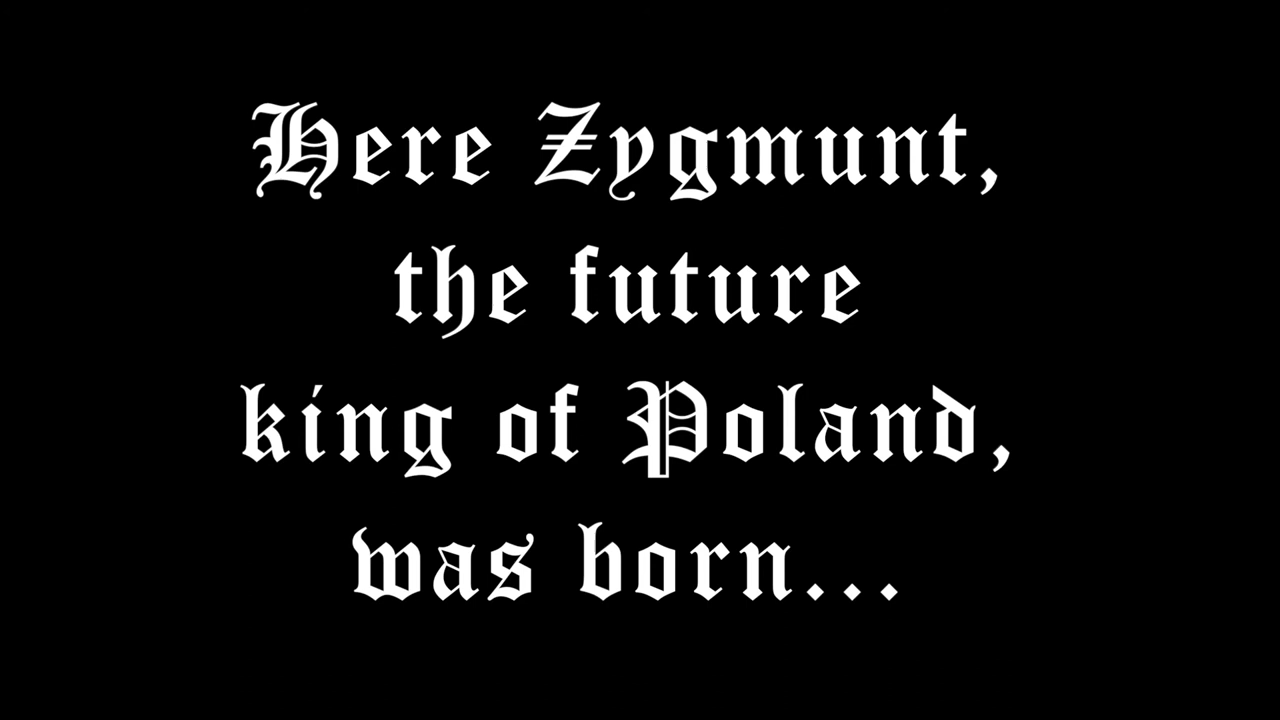 Here Zygmunt,
the future
king of Poland,
was born...